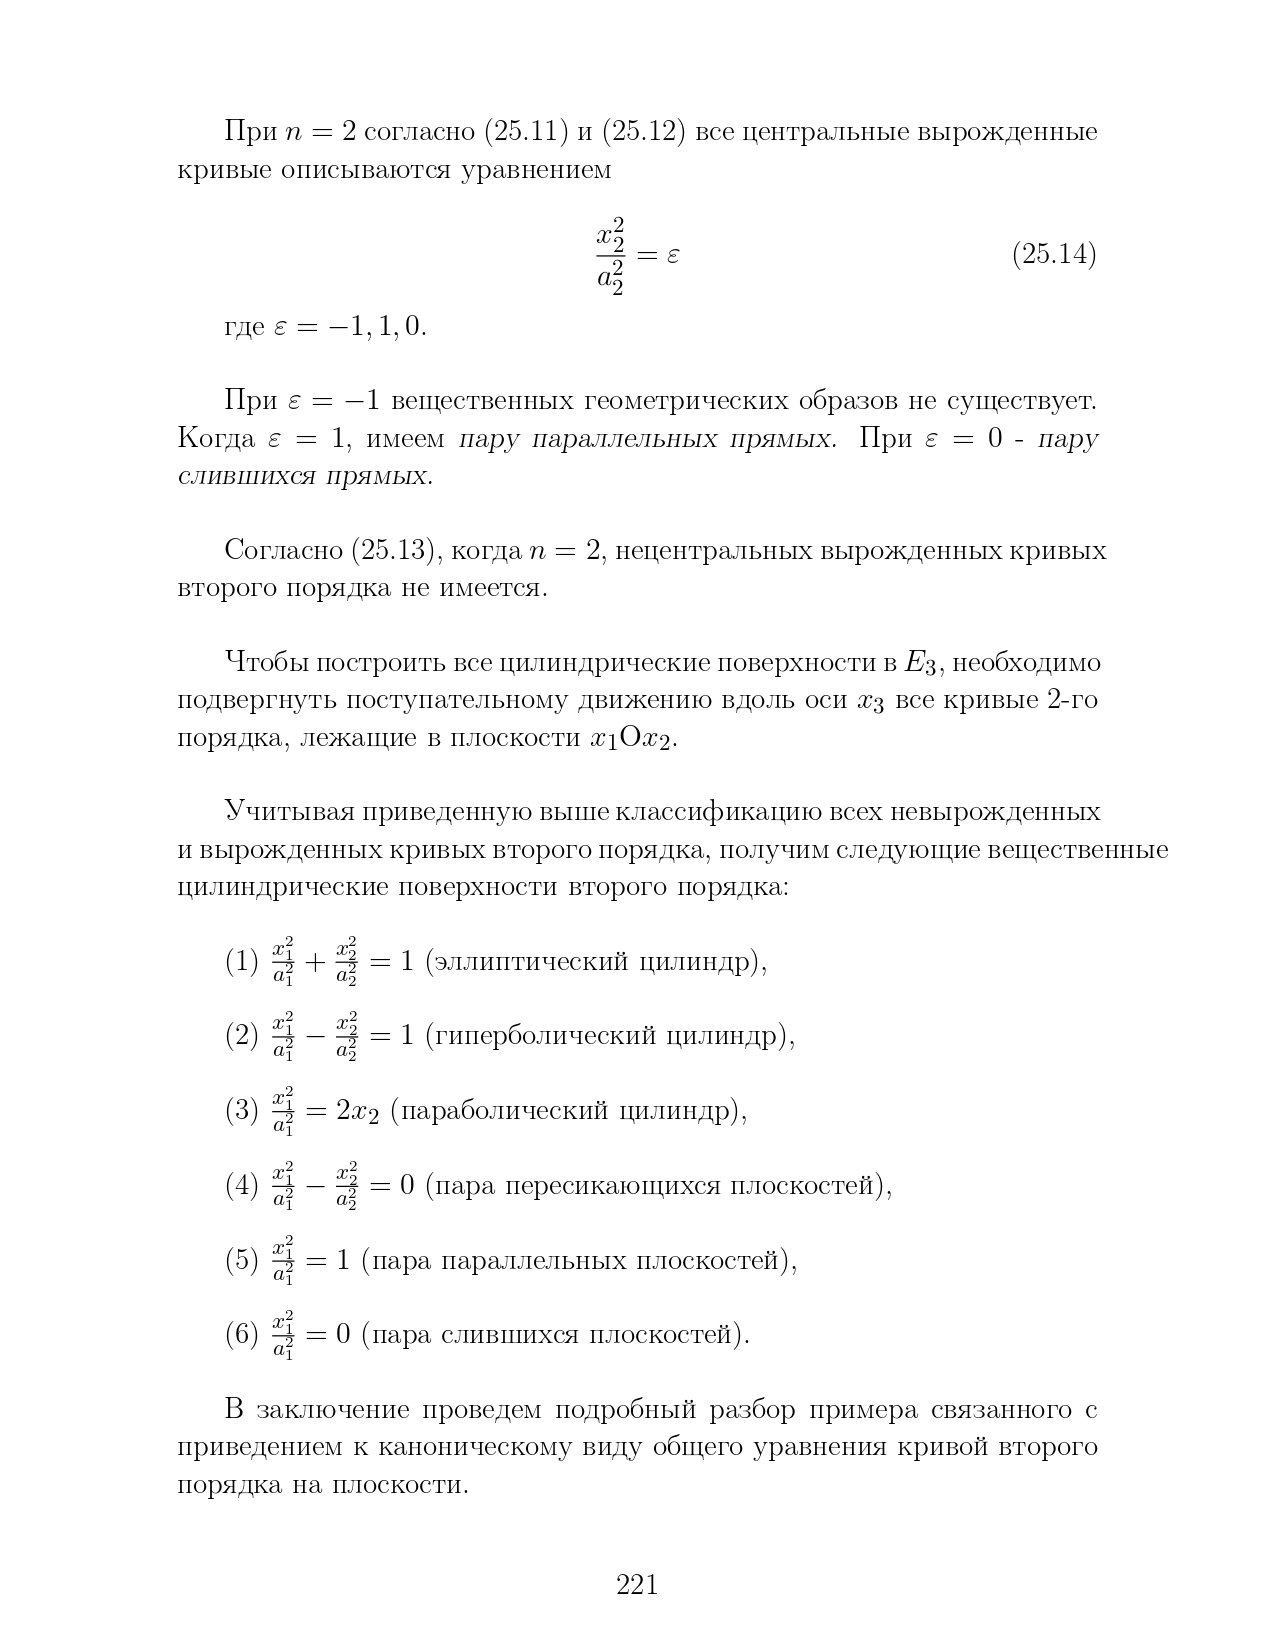 При n = 2 согласно (25.11) и (25.12) все центральные вырожденные
кривые описываются уравнением
\frac{x_2^2}{a_2^2} = ε (25.14)
где ε = −1, 1, 0.
При ε = −1 вещественных геометрических образов не существует.
Когда ε = 1, имеем пару параллельных прямых. При ε = 0 - пару
слившихся прямых.
Согласно (25.13), когда n = 2, нецентральных вырожденных кривых
второго порядка не имеется.
Чтобы построить все цилиндрические поверхности в E_3, необходимо
подвергнуть поступательному движению вдоль оси x_3 все кривые 2-го
порядка, лежащие в плоскости x_1Ox_2.
Учитывая приведенную выше классификацию всех невырожденных
и вырожденных кривых второго порядка, получим следующие вещественные
цилиндрические поверхности второго порядка:
(1) \frac{x_1^2}{a_1^2} + \frac{x_2^2}{a_2^2} = 1 (эллиптический цилиндр),
(2) \frac{x_1^2}{a_1^2} − \frac{x_2^2}{a_2^2} = 1 (гиперболический цилиндр),
(3) \frac{x_1^2}{a_1^2} = 2x_2 (параболический цилиндр),
(4) \frac{x_1^2}{a_1^2} − \frac{x_2^2}{a_2^2} = 0 (пара пересикающихся плоскостей),
(5) \frac{x_1^2}{a_1^2} = 1 (пара параллельных плоскостей),
(6) \frac{x_1^2}{a_1^2} = 0 (пара слившихся плоскостей).
В заключение проведем подробный разбор примера связанного с
приведением к каноническому виду общего уравнения кривой второго
порядка на плоскости.
221